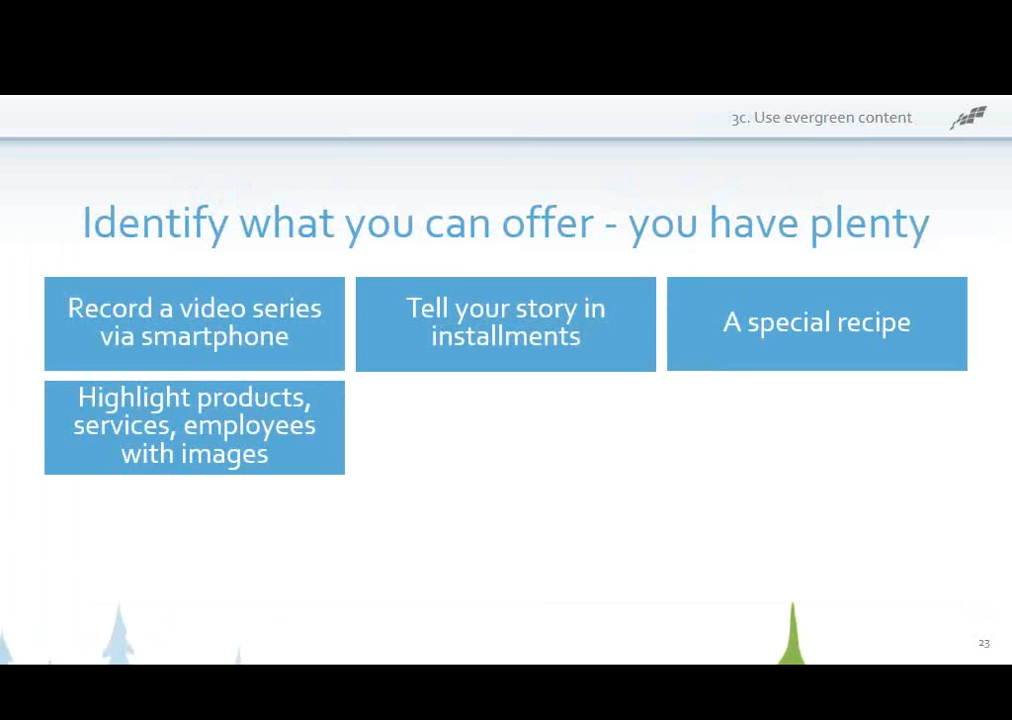 3c. Use evergreen content
Identify what you can offer - you have plenty
Record a video series
via smartphone
Tell your story in
installments
A special recipe
Highlight products,
services, employees
with images
23